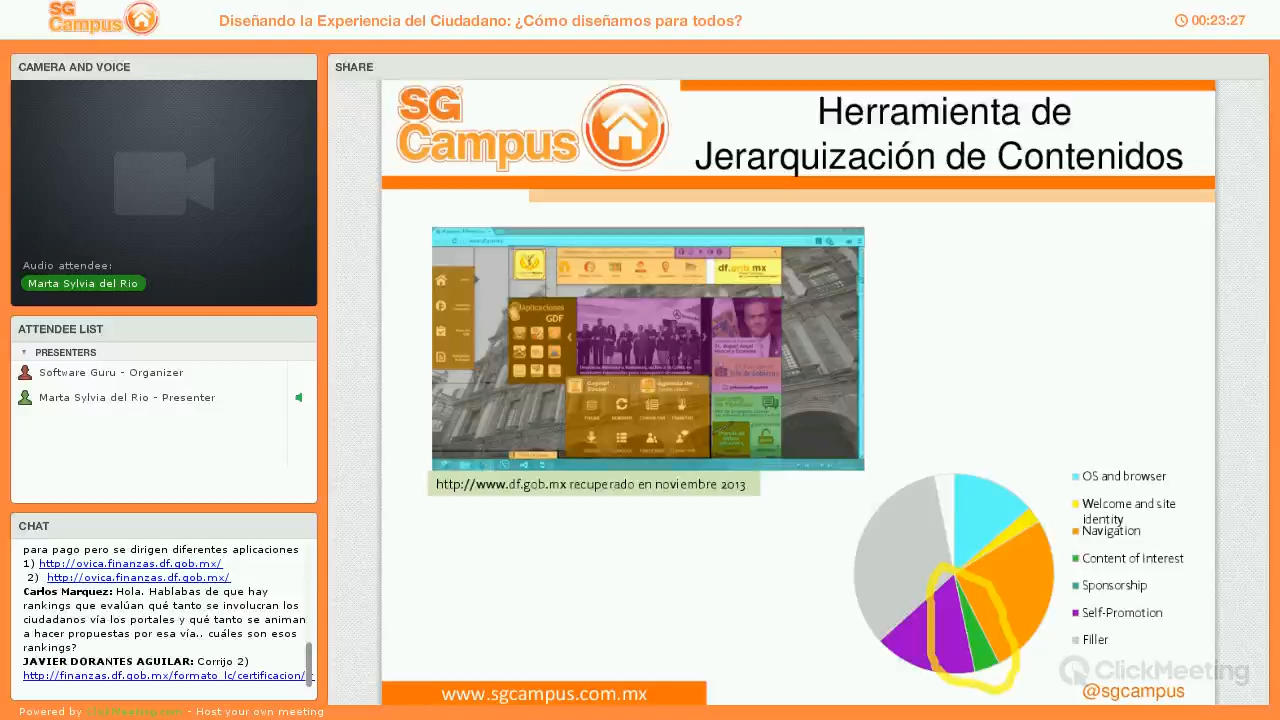 SG Campus
Diseñando la Experiencia del Ciudadano: ¿Cómo diseñamos para todos?
00:23:27
CAMERA AND VOICE
Audio attendee:
Marta Sylvia del Rio
ATTENDEE LIST
PRESENTERS
Software Guru - Organizer
Marta Sylvia del Rio - Presenter
CHAT
para pago pero se dirigen diferentes aplicaciones
1) http://ovica.finanzas.df.gob.mx/
2) http://ovica.finanzas.df.gob.mx/
Carlos Marquez: Hola. Hablabas de que hay
rankings que evalúan qué tanto se involucran los
ciudadanos vía los portales y qué tanto se animan
a hacer propuestas por esa vía.. cuáles son esos
rankings?
JAVIER DORANTES AGUILAR: Corrijo 2)
http://finanzas.df.gob.mx/formato_lc/certificacion/
Powered by ClickMeeting.com - Host your own meeting
SHARE
SG
Campus
Herramienta de
Jerarquización de Contenidos
df.gob.mx
Aplicaciones
GDF
http://www.df.gob.mx recuperado en noviembre 2013
OS and browser
Welcome and site
identity
Navigation
Content of Interest
Sponsorship
Self-Promotion
Filler
ClickMeeting
www.sgcampus.com.mx
@sgcampus